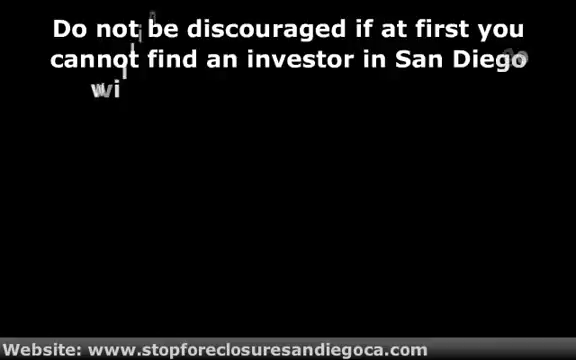 Do not be discouraged if at first you
cannot find an investor in San Diego
wi
Website: www.stopforeclosuresandiegoca.com